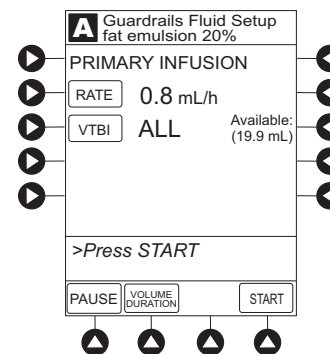 A Guardrails Fluid Setup
fat emulsion 20%
PRIMARY INFUSION
RATE 0.8 mL/h
VTBI ALL Available:
(19.9 mL)
>Press START
PAUSE VOLUME
DURATION START